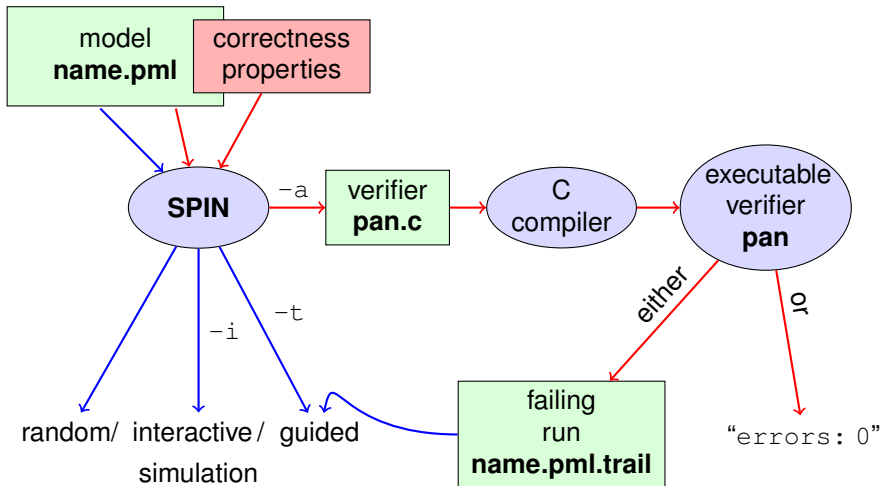 model
name.pml
correctness
properties
SPIN
-a
verifier
pan.c
C
compiler
executable
verifier
pan
either
or
-i
-t
random/ interactive / guided
simulation
failing
run
name.pml.trail
“errors: 0”